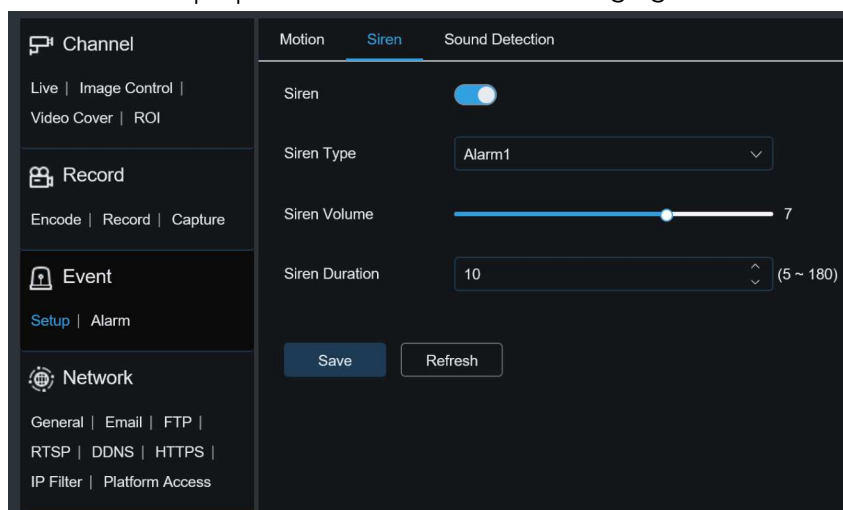 Channel
Live | Image Control |
Video Cover | ROI
Record
Encode | Record | Capture
Event
Setup | Alarm
Network
General | Email | FTP |
RTSP | DDNS | HTTPS |
IP Filter | Platform Access
Motion Siren Sound Detection
Siren
Siren Type Alarm1
Siren Volume 7
Siren Duration 10 (5 ~ 180)
Save Refresh